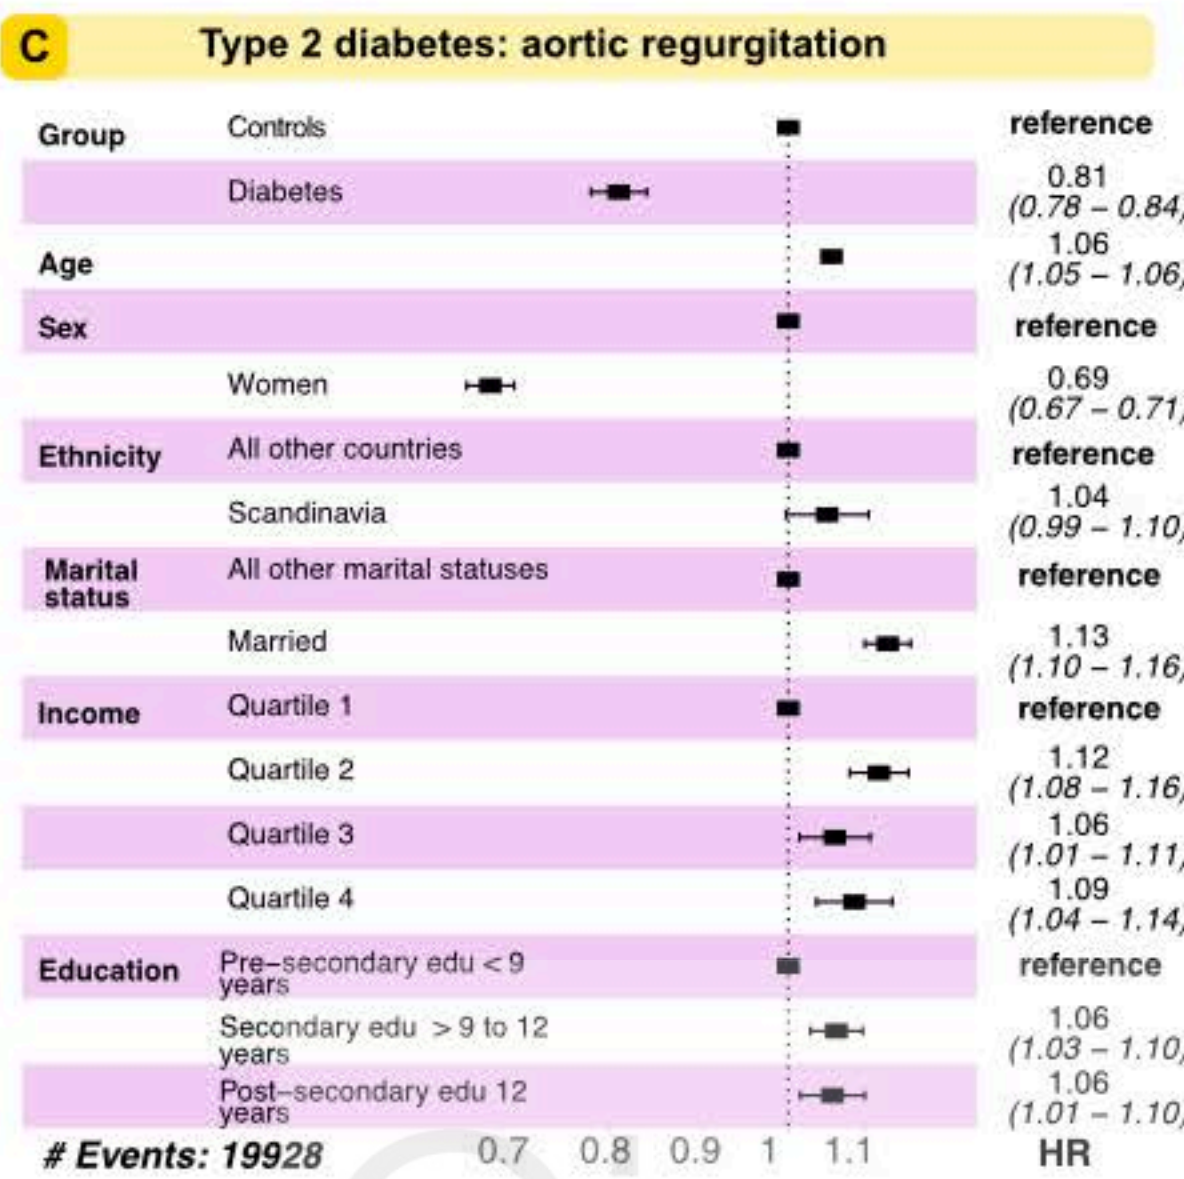 C Type 2 diabetes: aortic regurgitation
Group Controls reference
Diabetes 0.81
(0.78 – 0.84)
Age 1.06
(1.05 – 1.06)
Sex reference
Women 0.69
(0.67 – 0.71)
Ethnicity All other countries reference
Scandinavia 1.04
(0.99 – 1.10)
Marital
status All other marital statuses reference
Married 1.13
(1.10 – 1.16)
Income Quartile 1 reference
Quartile 2 1.12
(1.08 – 1.16)
Quartile 3 1.06
(1.01 – 1.11)
Quartile 4 1.09
(1.04 – 1.14)
Education Pre–secondary edu < 9
years reference
Secondary edu > 9 to 12
years 1.06
(1.03 – 1.10)
Post–secondary edu 12
years 1.06
(1.01 – 1.10)
# Events: 19928 0.7 0.8 0.9 1 1.1 HR